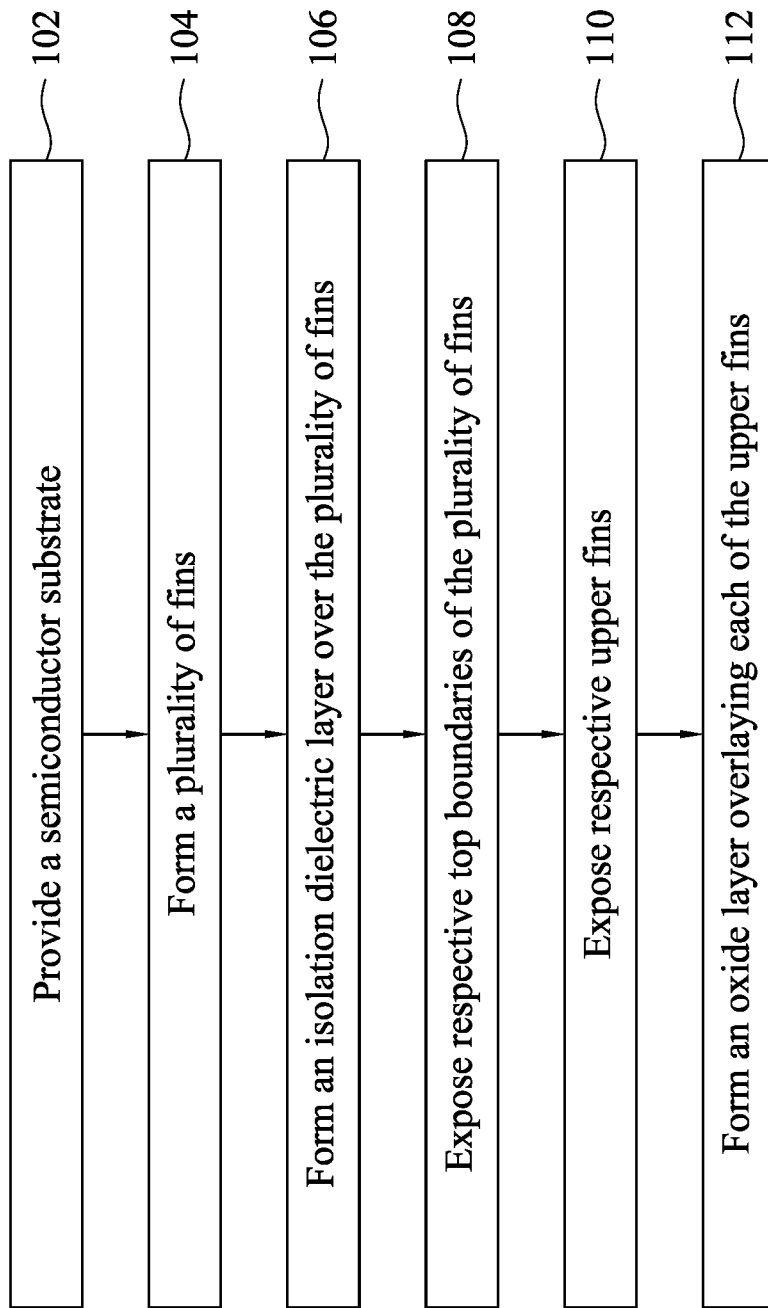 Provide a semiconductor substrate
102
Form a plurality of fins
104
Form an isolation dielectric layer over the plurality of fins
106
Expose respective top boundaries of the plurality of fins
108
Expose respective upper fins
110
Form an oxide layer overlaying each of the upper fins
112